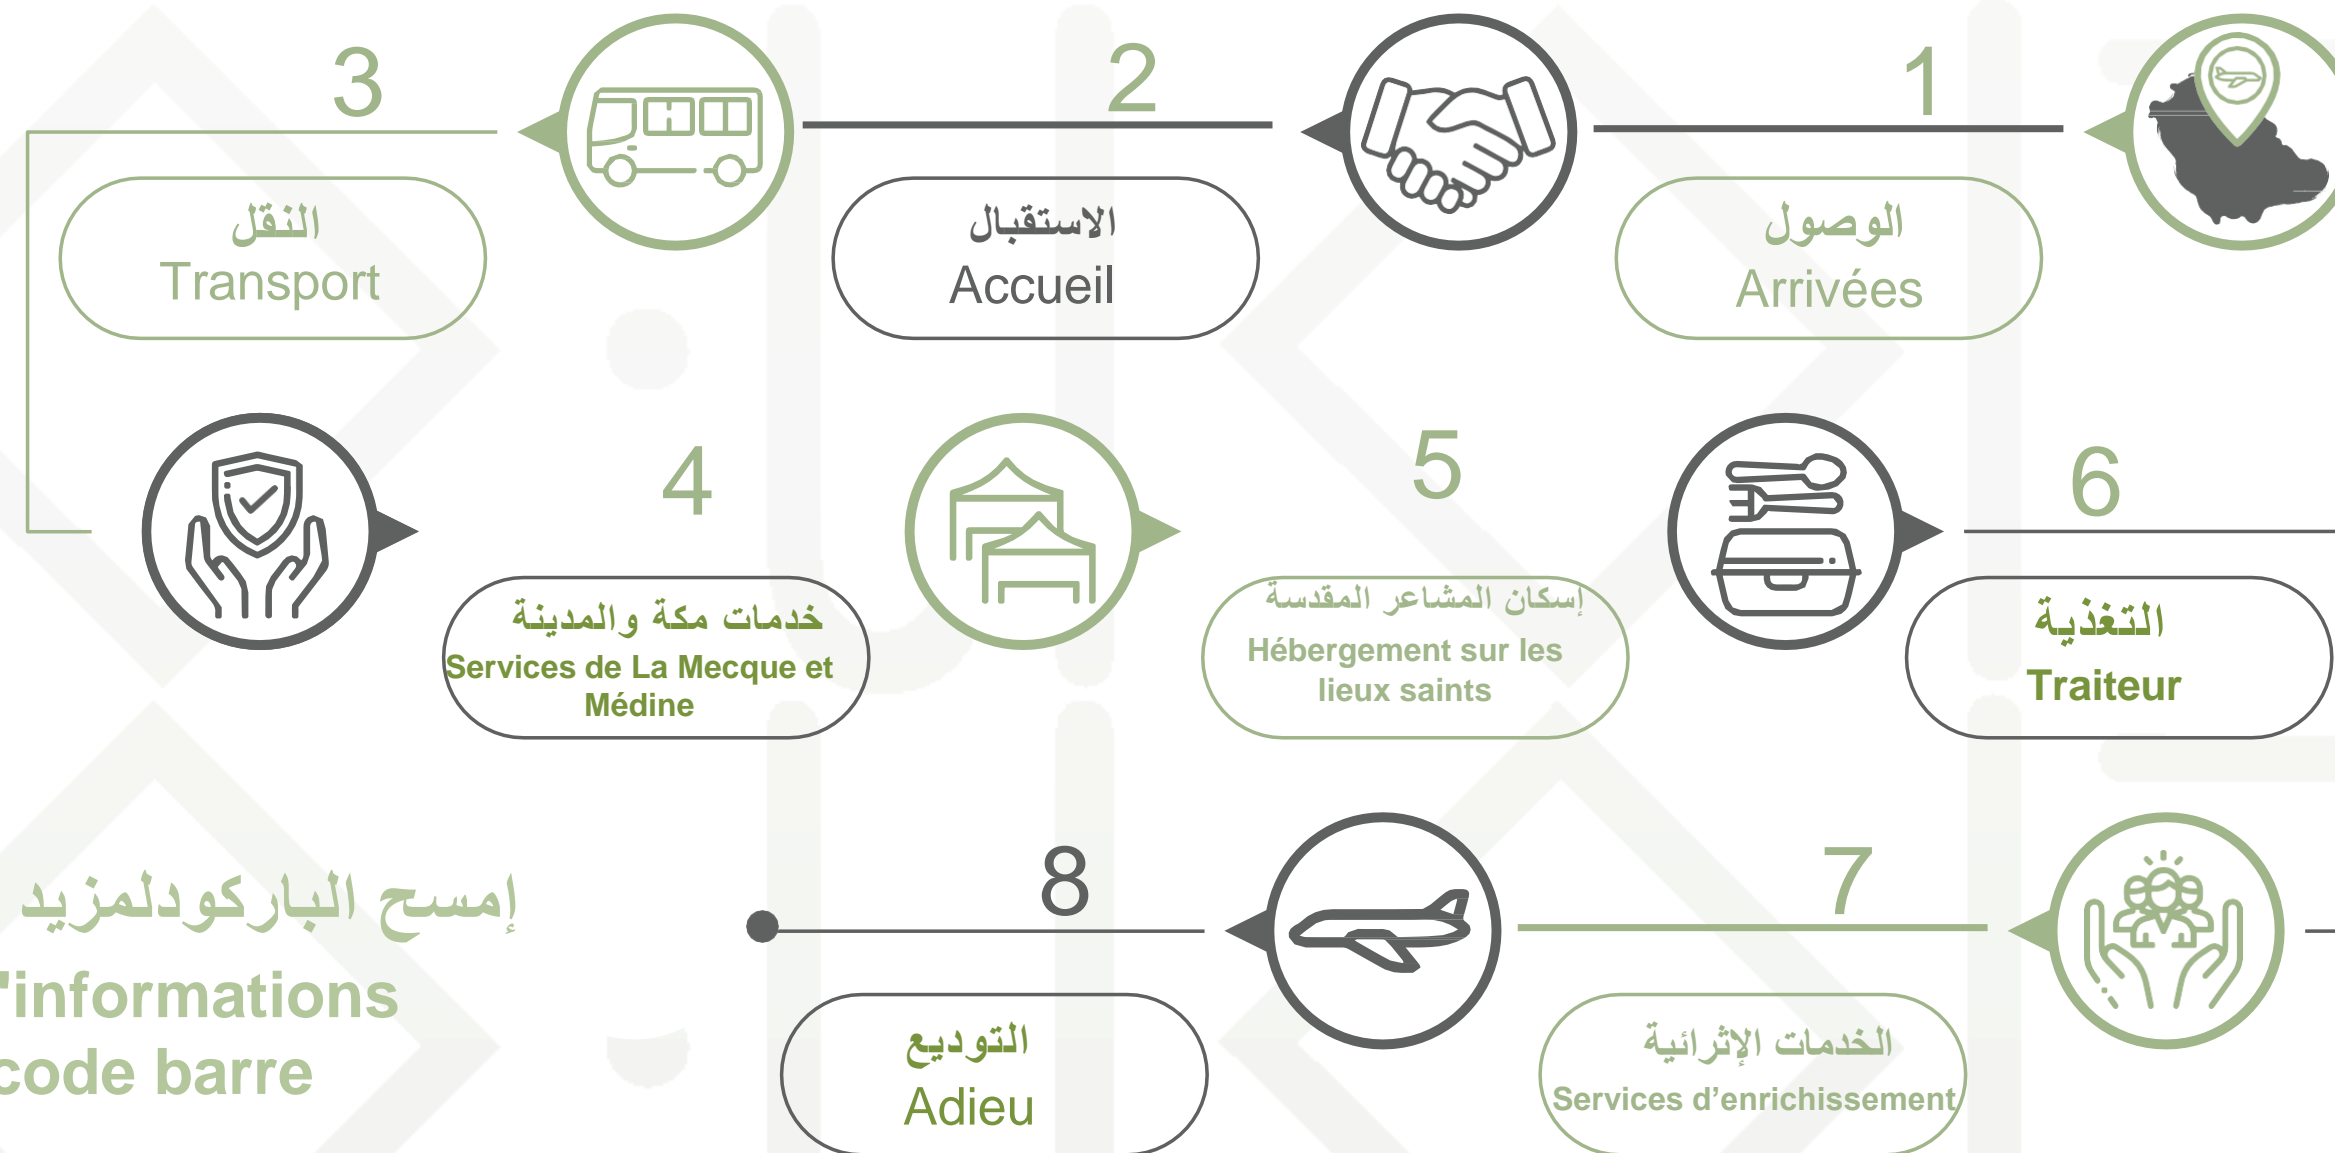 1
الوصول
Arrivées
2
الاستقبال
Accueil
3
النقل
Transport
4
خدمات مكة والمدينة
Services de La Mecque et
Médine
5
إسكان المشاعر المقدسة
Hébergement sur les
lieux saints
6
التغذية
Traiteur
7
الخدمات الإثرائية
Services d’enrichissement
8
التوديع
Adieu
إمسح الباركودلمزيد
'informations
code barre